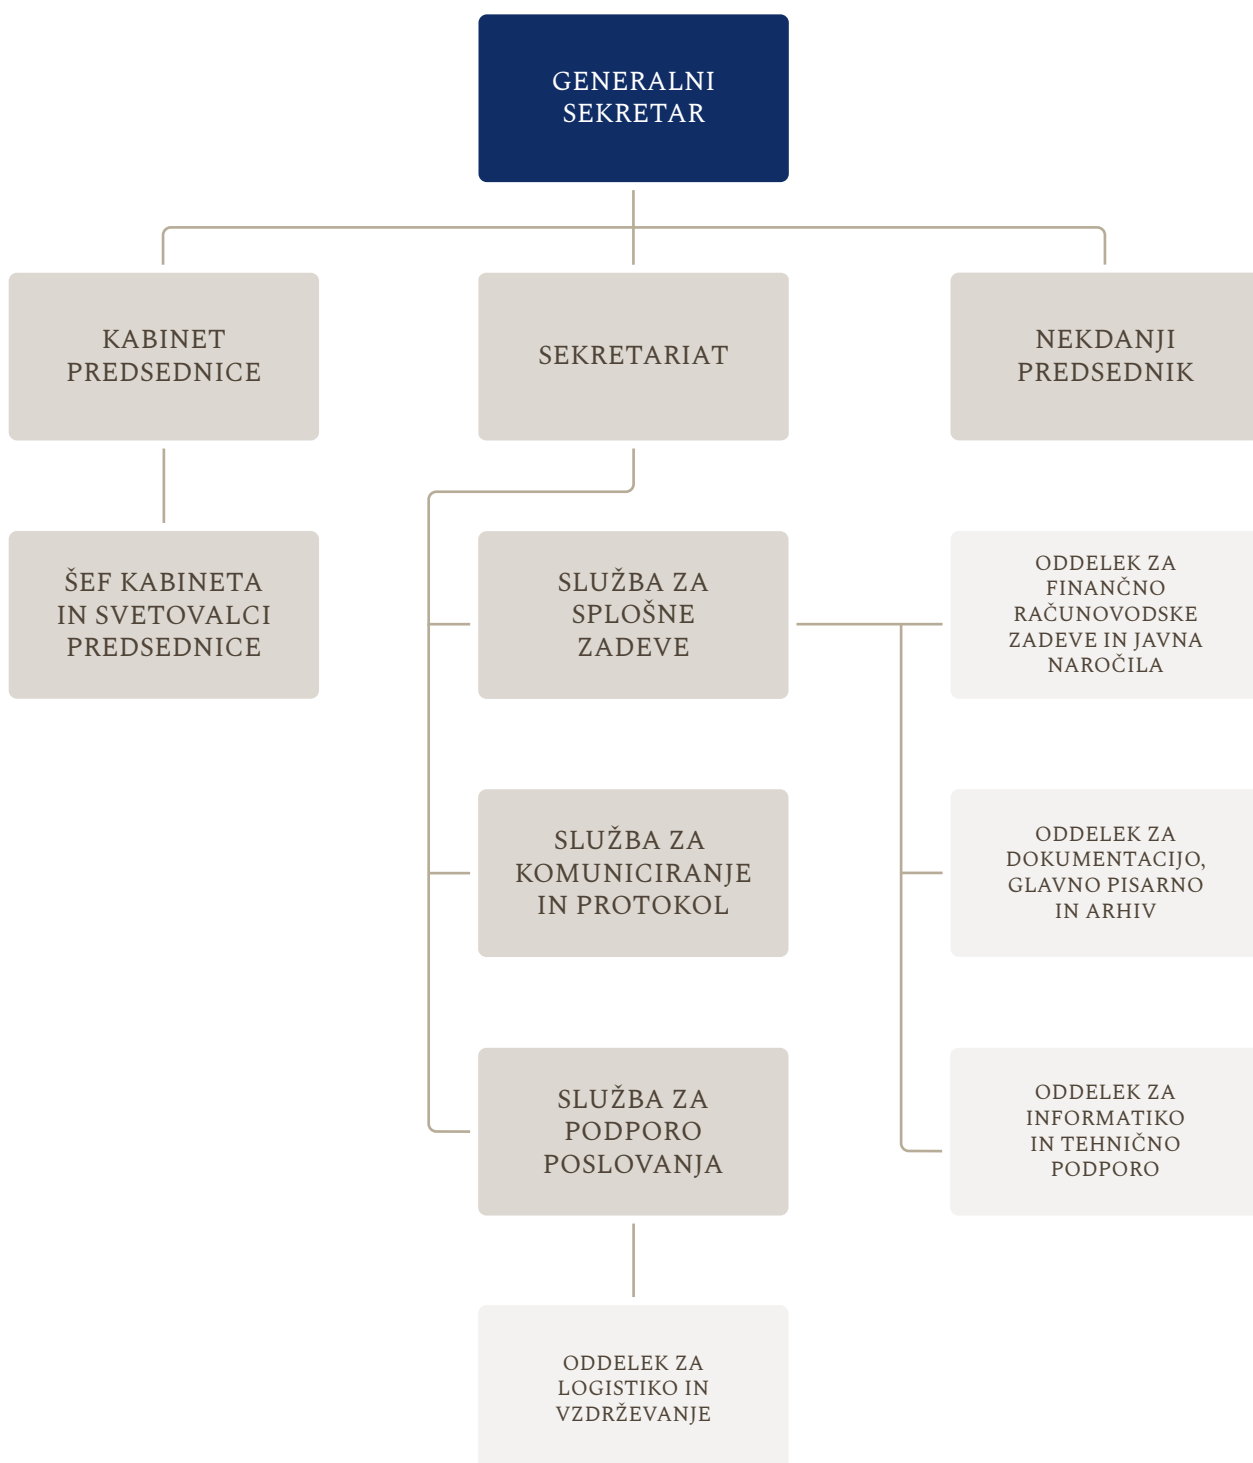 GENERALNI
SEKRETAR
KABINET
PREDSEDNICE
SEKRETARIAT
NEKDANJI
PREDSEDNIK
ŠEF KABINETA
IN SVETOVALCI
PREDSEDNICE
SLUŽBA ZA
SPLOŠNE
ZADEVE
ODDELEK ZA
FINANČNO
RAČUNOVODSKE
ZADEVE IN JAVNA
NAROČILA
SLUŽBA ZA
KOMUNICIRANJE
IN PROTOKOL
ODDELEK ZA
DOKUMENTACIJO,
GLAVNO PISARNO
IN ARHIV
SLUŽBA ZA
PODPORO
POSLOVANJA
ODDELEK ZA
INFORMATIKO
IN TEHNIČNO
PODPORO
ODDELEK ZA
LOGISTIKO IN
VZDRŽEVANJE